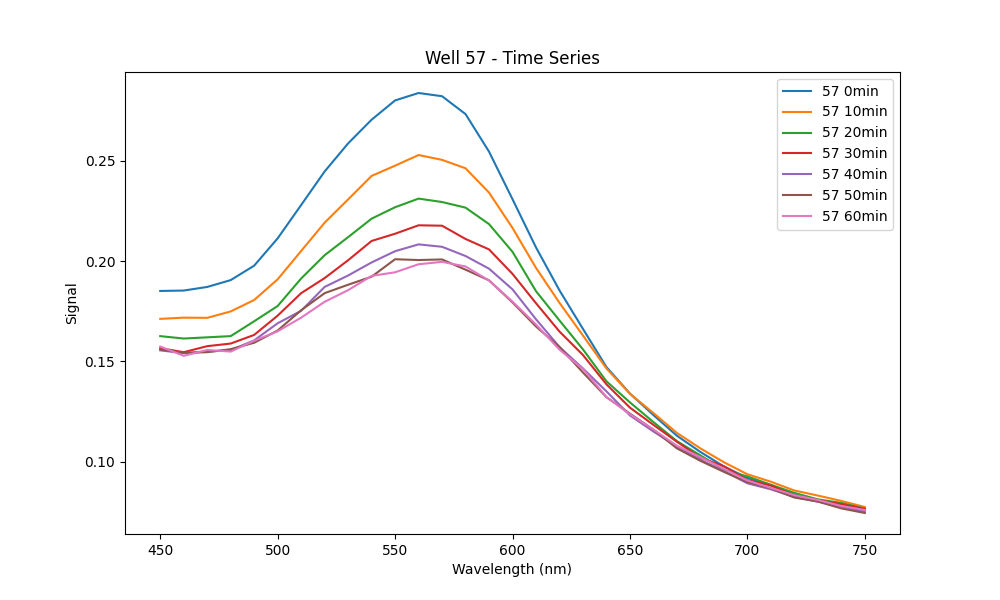 Well 57 - Time Series
57 0min
57 10min
57 20min
57 30min
57 40min
57 50min
57 60min
Signal
0.25
0.20
0.15
0.10
450 500 550 600 650 700 750
Wavelength (nm)